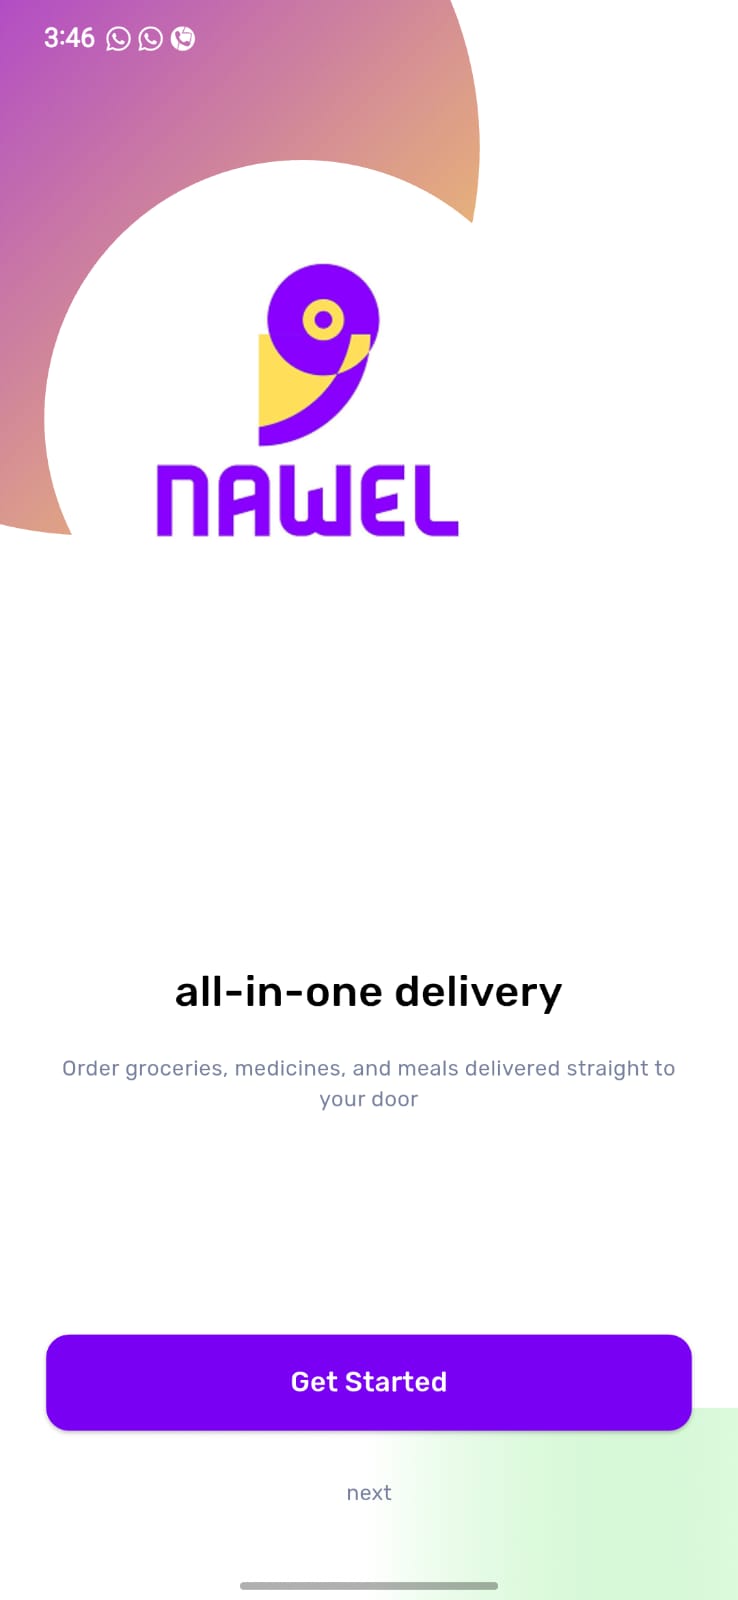 3:46
NAWEL
all-in-one delivery
Order groceries, medicines, and meals delivered straight to
your door
Get Started
next